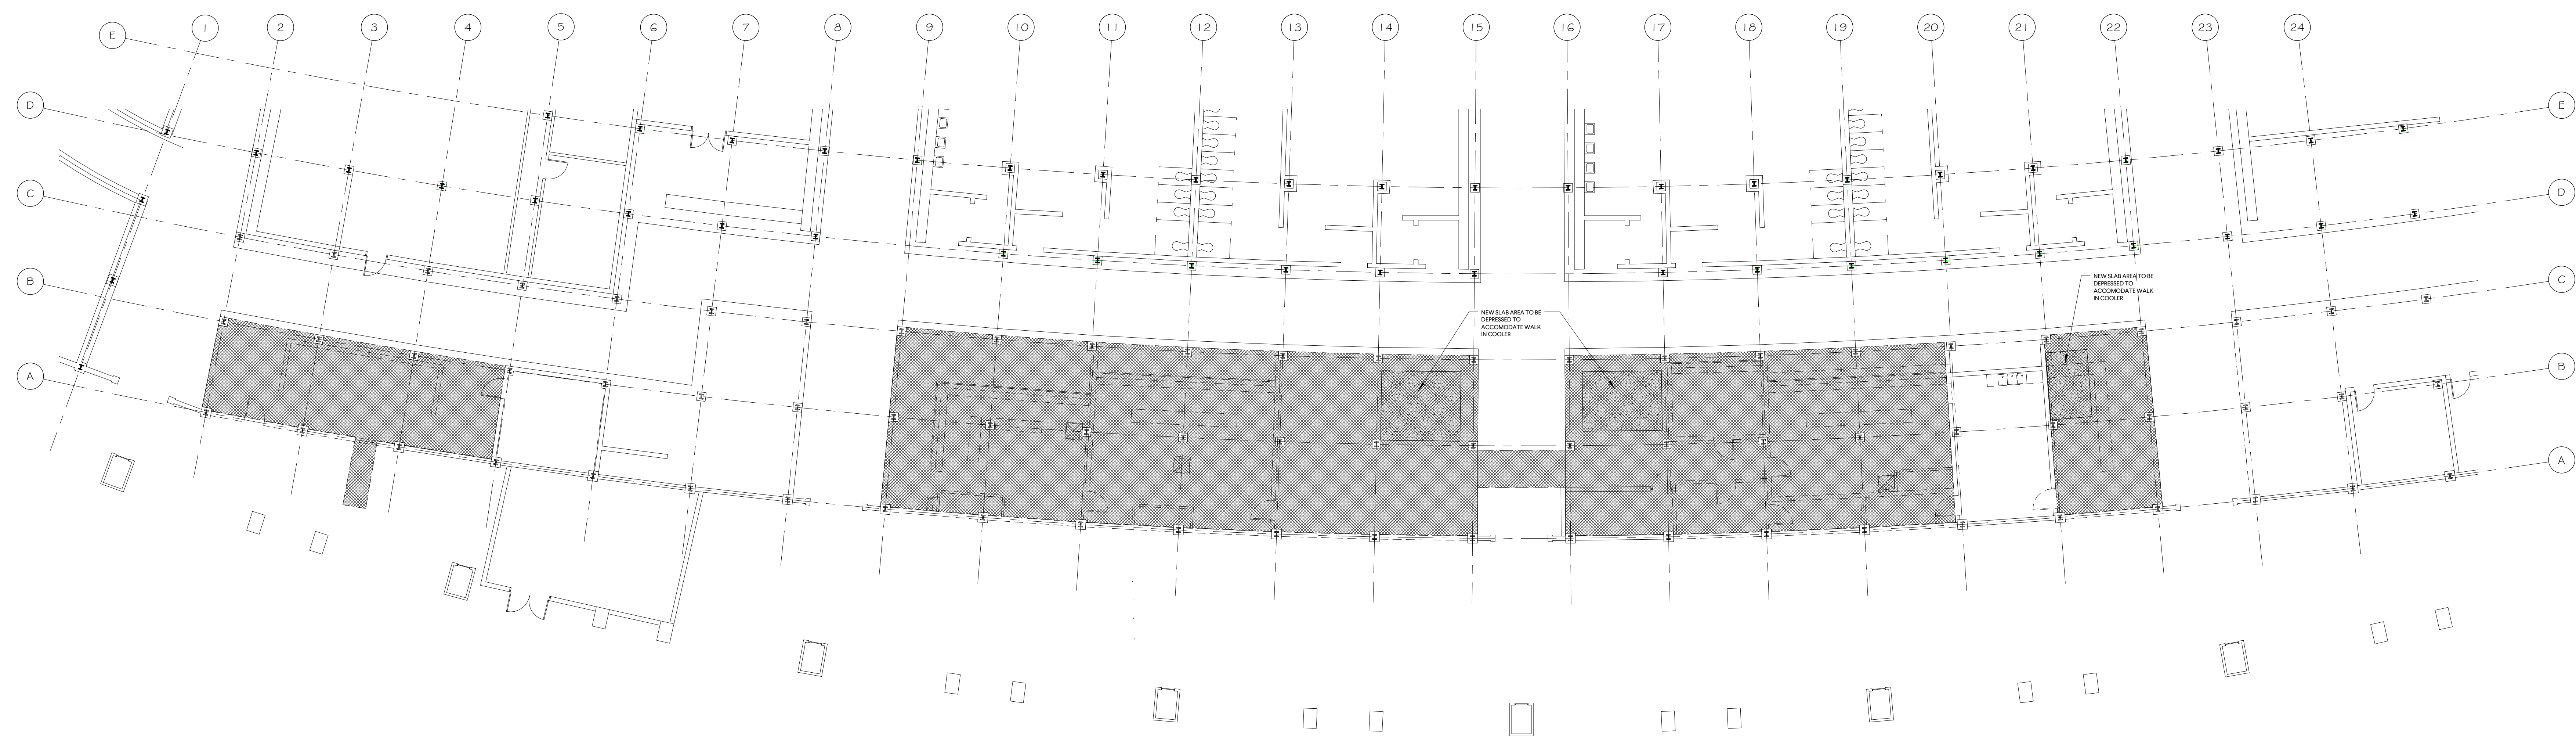 1 2 3 4 5 6 7 8 9 10 11 12 13 14 15 16 17 18 19 20 21 22 23 24
E
D
E
C
D
NEW SLAB AREA TO BE
DEPRESSED TO
ACCOMODATE WALK
IN COOLER
B
C
NEW SLAB AREA TO BE
DEPRESSED TO
ACCOMODATE WALK
IN COOLER
A
B
A